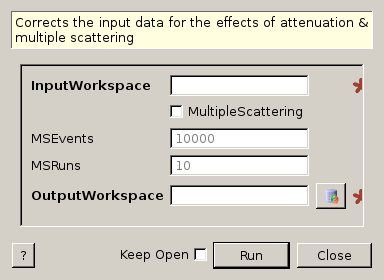 Corrects the input data for the effects of attenuation &
multiple scattering
InputWorkspace
MultipleScattering
MSEvents 10000
MSRuns 10
OutputWorkspace
? Keep Open Run Close